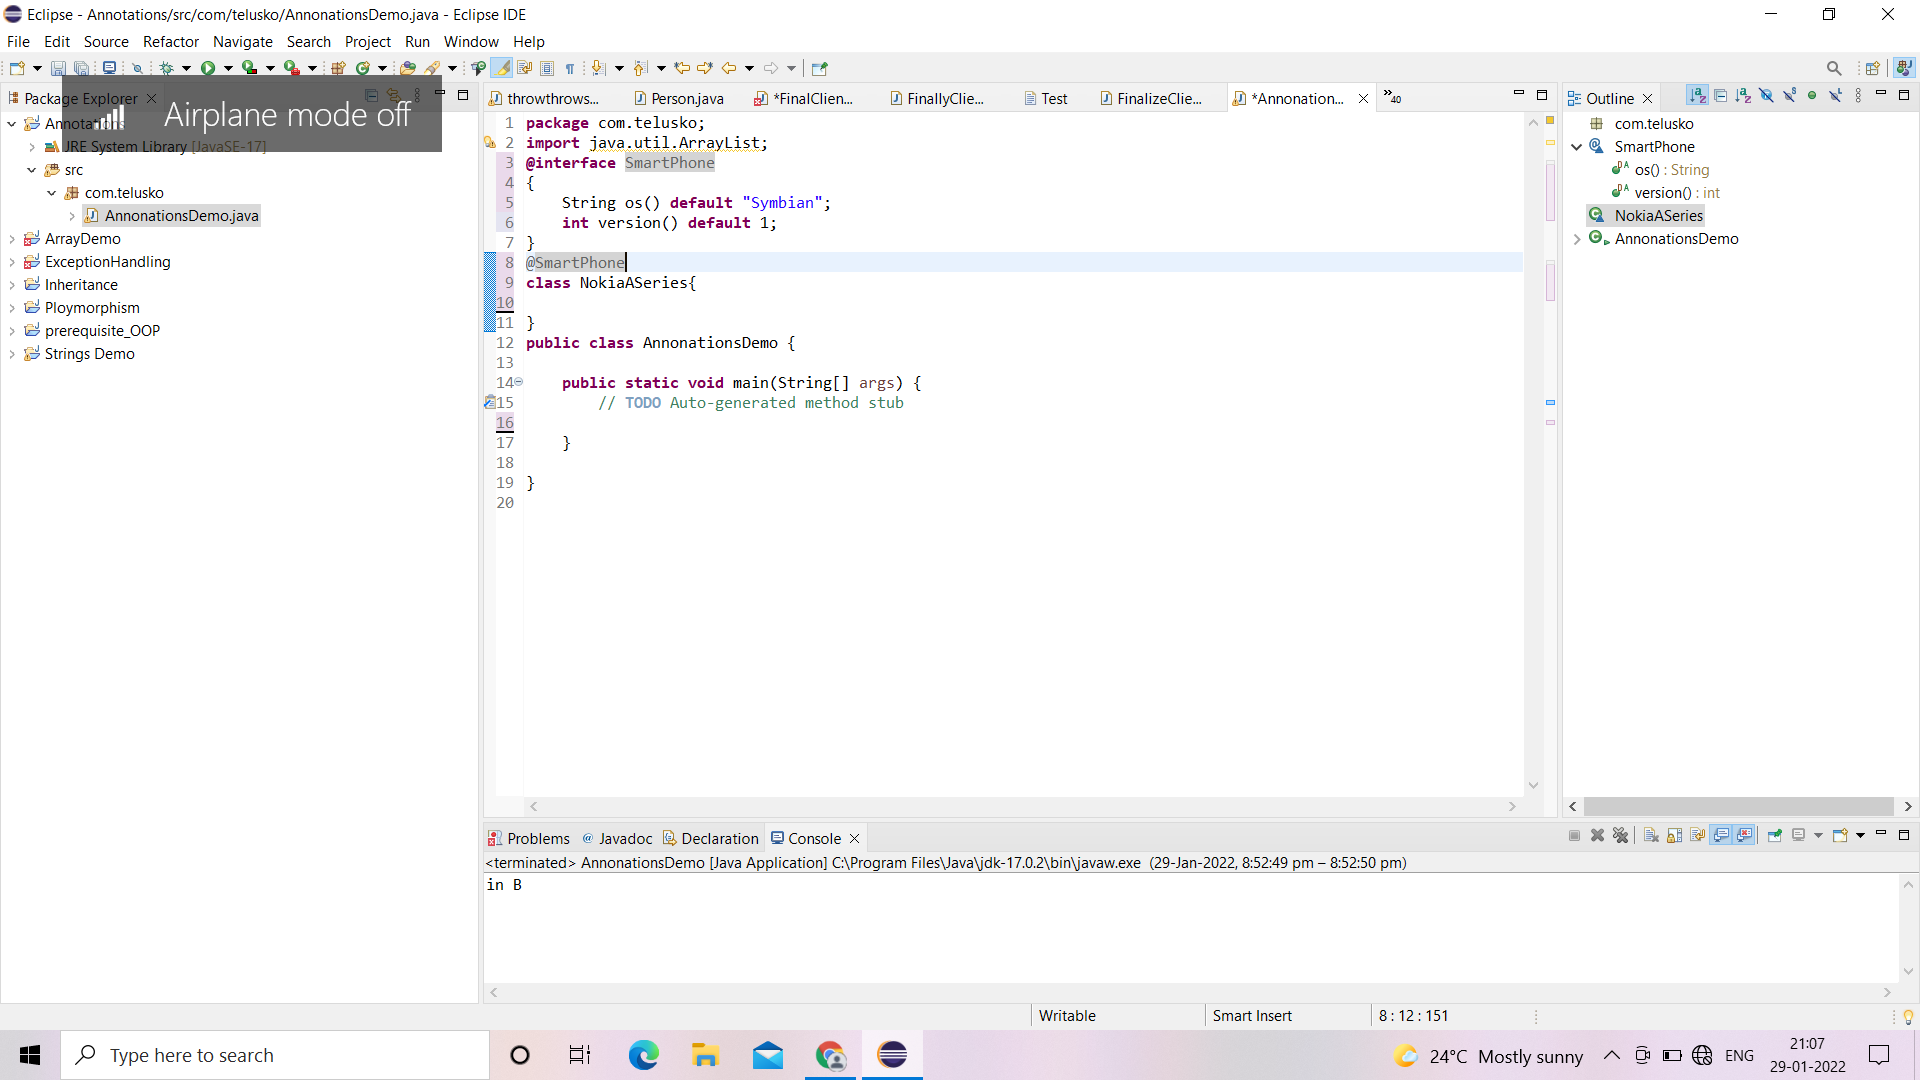 Eclipse - Annotations/src/com/telusko/AnnonationsDemo.java - Eclipse IDE
File Edit Source Refactor Navigate Search Project Run Window Help
Package Explorer
Airplane mode off
Annotations
JRE System Library [JavaSE-17]
src
com.telusko
AnnonationsDemo.java
ArrayDemo
ExceptionHandling
Inheritance
Ploymorphism
prerequisite_OOP
Strings Demo
throwthrows... Person.java *FinalClien... FinallyClie... Test FinalizeClie... *Annonation... »40
1 package com.telusko;
2 import java.util.ArrayList;
3 @interface SmartPhone
4 {
5 String os() default "Symbian";
6 int version() default 1;
7 }
8 @SmartPhone
9 class NokiaASeries{
10
11 }
12 public class AnnonationsDemo {
13
14 public static void main(String[] args) {
15 // TODO Auto-generated method stub
16
17 }
18
19 }
20
Outline
com.telusko
SmartPhone
os() : String
version() : int
NokiaASeries
AnnonationsDemo
Problems @ Javadoc Declaration Console
<terminated> AnnonationsDemo [Java Application] C:\Program Files\Java\jdk-17.0.2\bin\javaw.exe (29-Jan-2022, 8:52:49 pm – 8:52:50 pm)
in B
Writable Smart Insert 8 : 12 : 151
Type here to search
24°C Mostly sunny ENG
21:07
29-01-2022